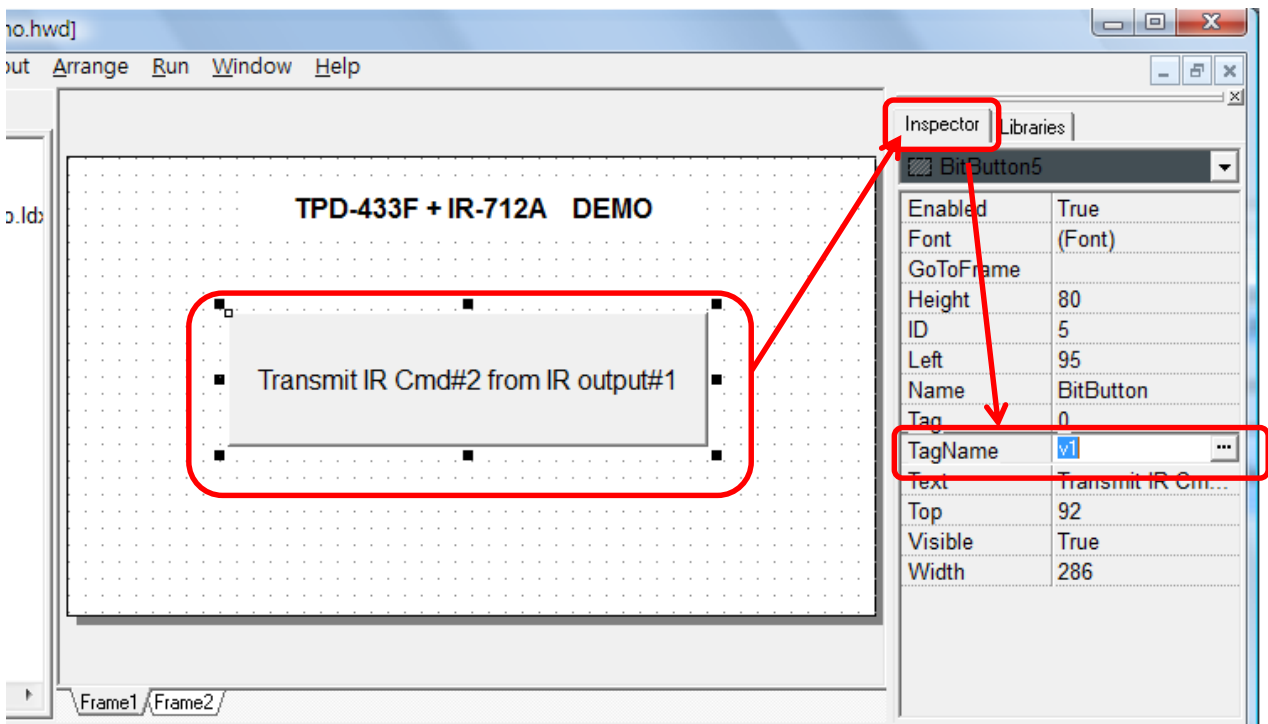 no.hwd]
out Arrange Run Window Help
Inspector Libraries
BitButton5
o.ldx
TPD-433F + IR-712A DEMO
Transmit IR Cmd#2 from IR output#1
Enabled True
Font (Font)
GoToFrame
Height 80
ID 5
Left 95
Name BitButton
Tag 0
TagName v1 ...
Text Transmit IR Cm...
Top 92
Visible True
Width 286
Frame1 Frame2